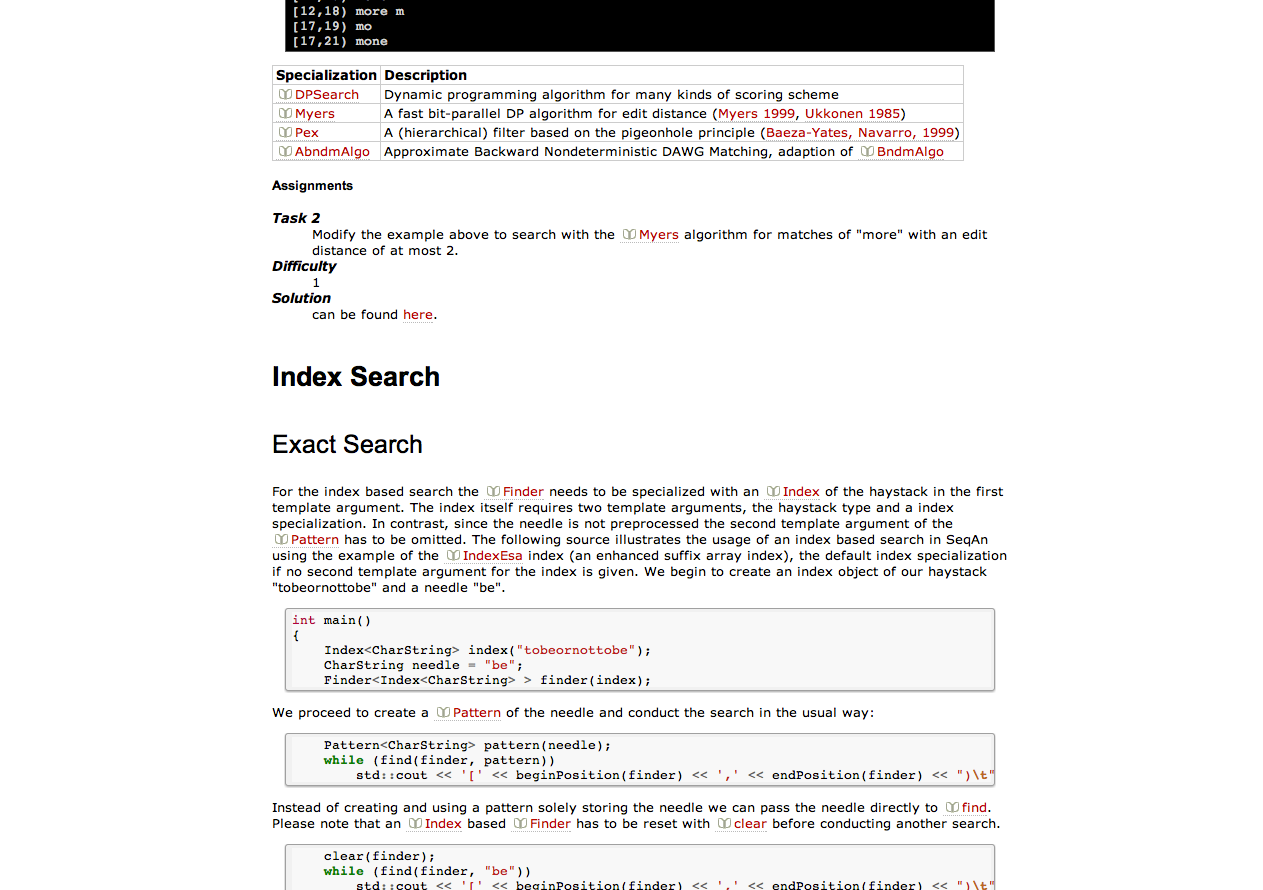 [12,18) more m
[17,19) mo
[17,21) mone
Specialization Description
DPSearch Dynamic programming algorithm for many kinds of scoring scheme
Myers A fast bit-parallel DP algorithm for edit distance (Myers 1999, Ukkonen 1985)
Pex A (hierarchical) filter based on the pigeonhole principle (Baeza-Yates, Navarro, 1999)
AbndmAlgo Approximate Backward Nondeterministic DAWG Matching, adaption of BndmAlgo
Assignments
Task 2
Modify the example above to search with the Myers algorithm for matches of "more" with an edit
distance of at most 2.
Difficulty
1
Solution
can be found here.
Index Search
Exact Search
For the index based search the Finder needs to be specialized with an Index of the haystack in the first
template argument. The index itself requires two template arguments, the haystack type and a index
specialization. In contrast, since the needle is not preprocessed the second template argument of the
Pattern has to be omitted. The following source illustrates the usage of an index based search in SeqAn
using the example of the IndexEsa index (an enhanced suffix array index), the default index specialization
if no second template argument for the index is given. We begin to create an index object of our haystack
"tobeornottobe" and a needle "be".
int main()
{
Index<CharString> index("tobeornottobe");
CharString needle = "be";
Finder<Index<CharString> > finder(index);
We proceed to create a Pattern of the needle and conduct the search in the usual way:
Pattern<CharString> pattern(needle);
while (find(finder, pattern))
std::cout << '[' << beginPosition(finder) << ',' << endPosition(finder) << ")\t"
Instead of creating and using a pattern solely storing the needle we can pass the needle directly to find.
Please note that an Index based Finder has to be reset with clear before conducting another search.
clear(finder);
while (find(finder, "be"))
std::cout << '[' << beginPosition(finder) << ',' << endPosition(finder) << ")\t"